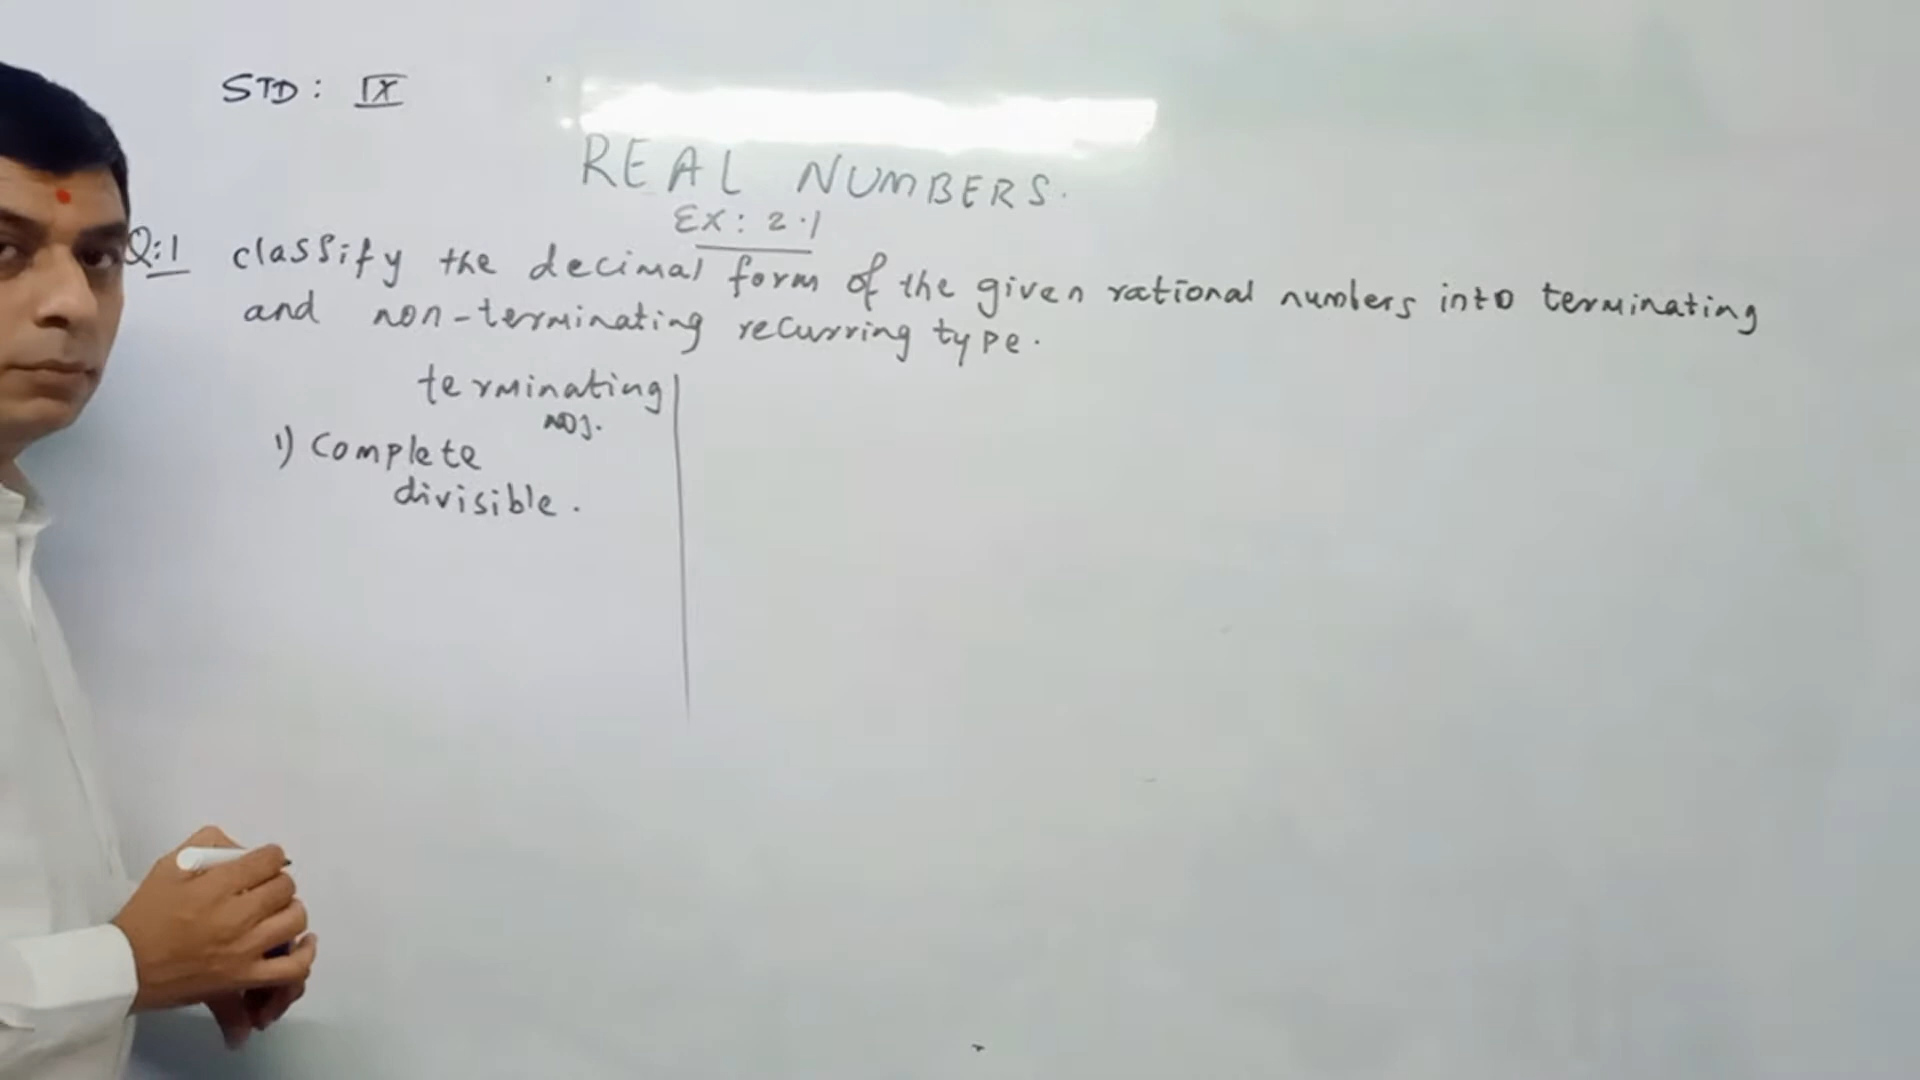 STD: IX
REAL NUMBERS.
EX: 2.1
Q:1 classify the decimal form of the given rational numbers into terminating
and non-terminating recurring type.
terminating
nos.
1) Complete
divisible.